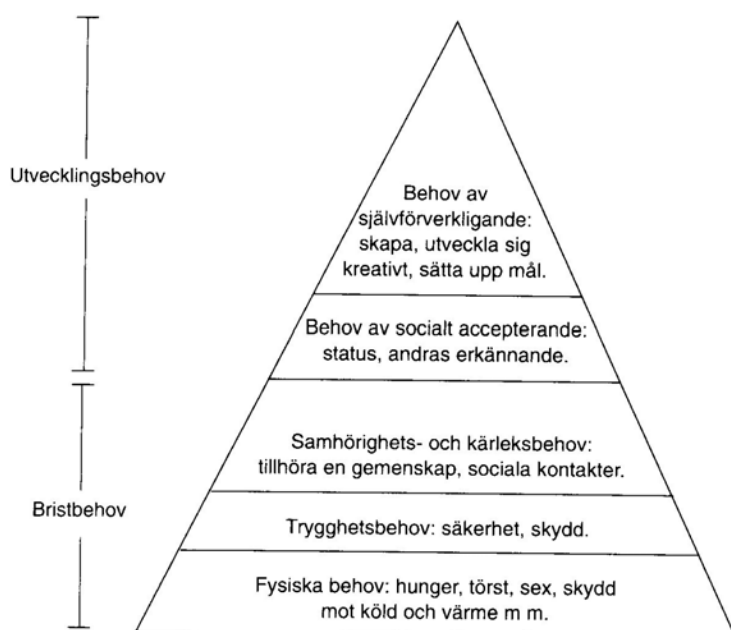 Utvecklingsbehov
Behov av
självförverkligande:
skapa, utveckla sig
kreativt, sätta upp mål.
Behov av socialt accepterande:
status, andras erkännande.
Bristbehov
Samhörighets- och kärleksbehov:
tillhöra en gemenskap, sociala kontakter.
Trygghetsbehov: säkerhet, skydd.
Fysiska behov: hunger, törst, sex, skydd
mot köld och värme m m.